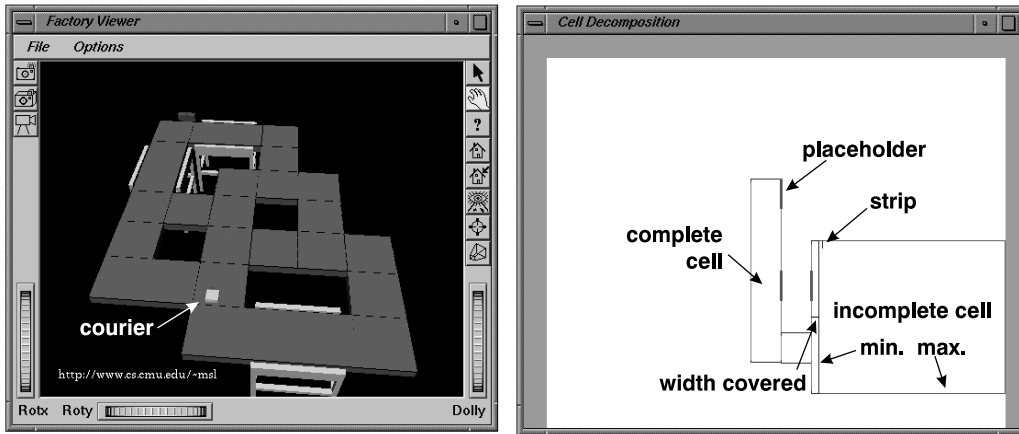 Factory Viewer
File Options
?
courier
http://www.cs.cmu.edu/~msl
Rotx Roty Dolly
Cell Decomposition
placeholder
strip
complete
cell
incomplete cell
min. max.
width covered